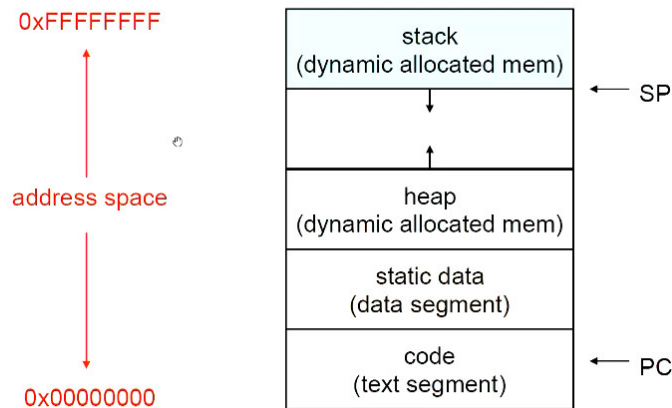 0xFFFFFFFF
address space
0x00000000
stack
(dynamic allocated mem)
SP
heap
(dynamic allocated mem)
static data
(data segment)
code
(text segment)
PC